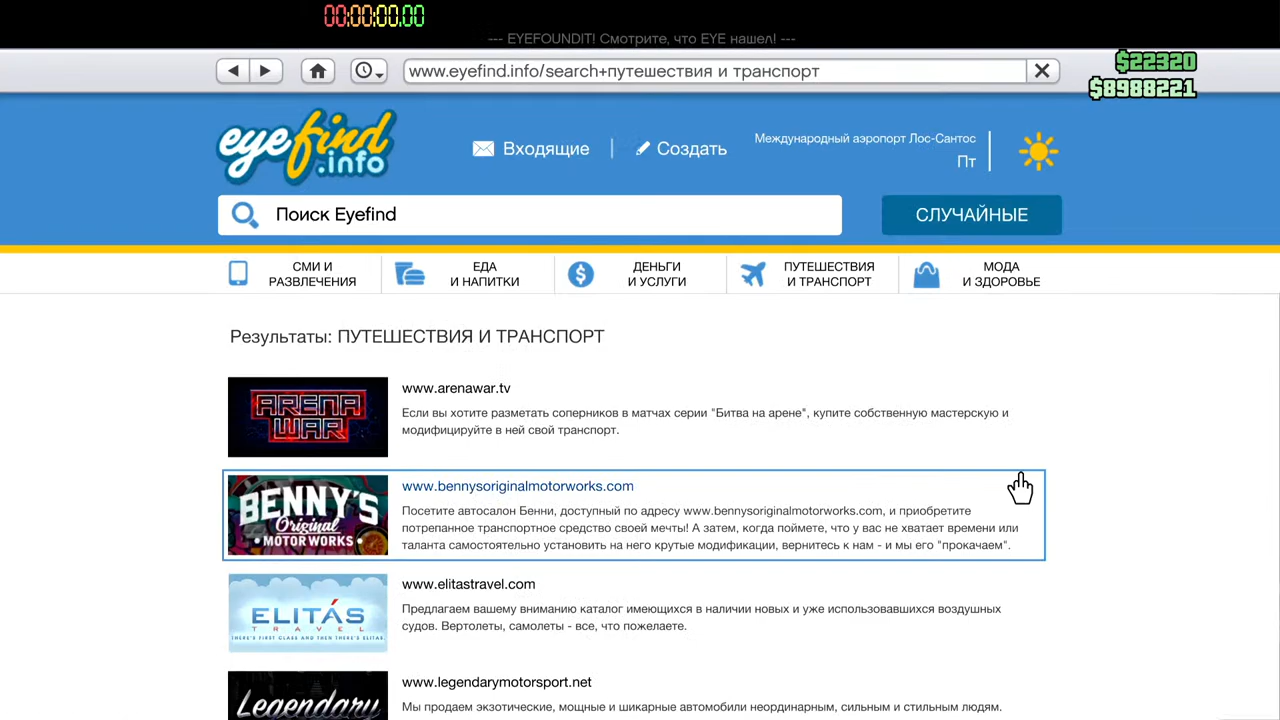 00:00:00.00
--- EYEFOUNDIT! Смотрите, что EYE нашел! ---
www.eyefind.info/search+путешествия и транспорт
$22320
$8988221
eyefind
.info
Входящие
Создать
Международный аэропорт Лос-Сантос
Пт
Поиск Eyefind
СЛУЧАЙНЫЕ
СМИ И
РАЗВЛЕЧЕНИЯ
ЕДА
И НАПИТКИ
ДЕНЬГИ
И УСЛУГИ
ПУТЕШЕСТВИЯ
И ТРАНСПОРТ
МОДА
И ЗДОРОВЬЕ
Результаты: ПУТЕШЕСТВИЯ И ТРАНСПОРТ
ARENA
WAR
www.arenawar.tv
Если вы хотите разметать соперников в матчах серии "Битва на арене", купите собственную мастерскую и
модифицируйте в ней свой транспорт.
BENNY'S
Original
MOTOR WORKS
www.bennysoriginalmotorworks.com
Посетите автосалон Бенни, доступный по адресу www.bennysoriginalmotorworks.com, и приобретите
потрепанное транспортное средство своей мечты! А затем, когда поймете, что у вас не хватает времени или
таланта самостоятельно установить на него крутые модификации, вернитесь к нам - и мы его "прокачаем".
ELITÁS
TRAVEL
THERE'S FIRST CLASS AND THEN THERE'S ELITAS.
www.elitastravel.com
Предлагаем вашему вниманию каталог имеющихся в наличии новых и уже использовавшихся воздушных
судов. Вертолеты, самолеты - все, что пожелаете.
Legendary
www.legendarymotorsport.net
Мы продаем экзотические, мощные и шикарные автомобили неординарным, сильным и стильным людям.